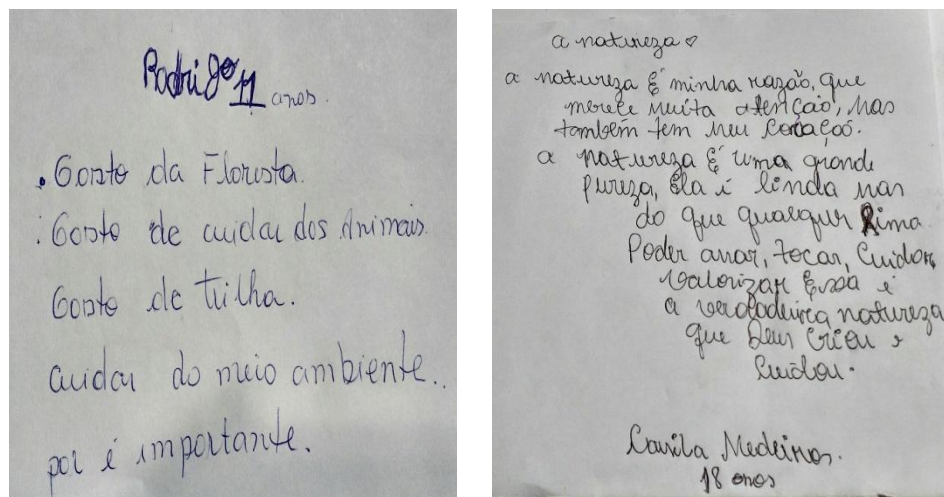 Rodrigo 11 anos.
. Gosto da Floresta.
. Gosto de cuidar dos Animais.
Gosto de trilha.
cuidar do meio ambiente..
por é importante.
a natureza ♡
a natureza É minha razão, que
merece muita atenção, mas
também tem meu coração.
a natureza É uma grande
pureza, Ela é linda mas
do que qualquer Rima.
Poder amar, tocar, Cuidar,
Valorizar Essa é
a verdadeira natureza
que Deus Criou e
Cuidou.
Camila Medeiros.
18 anos